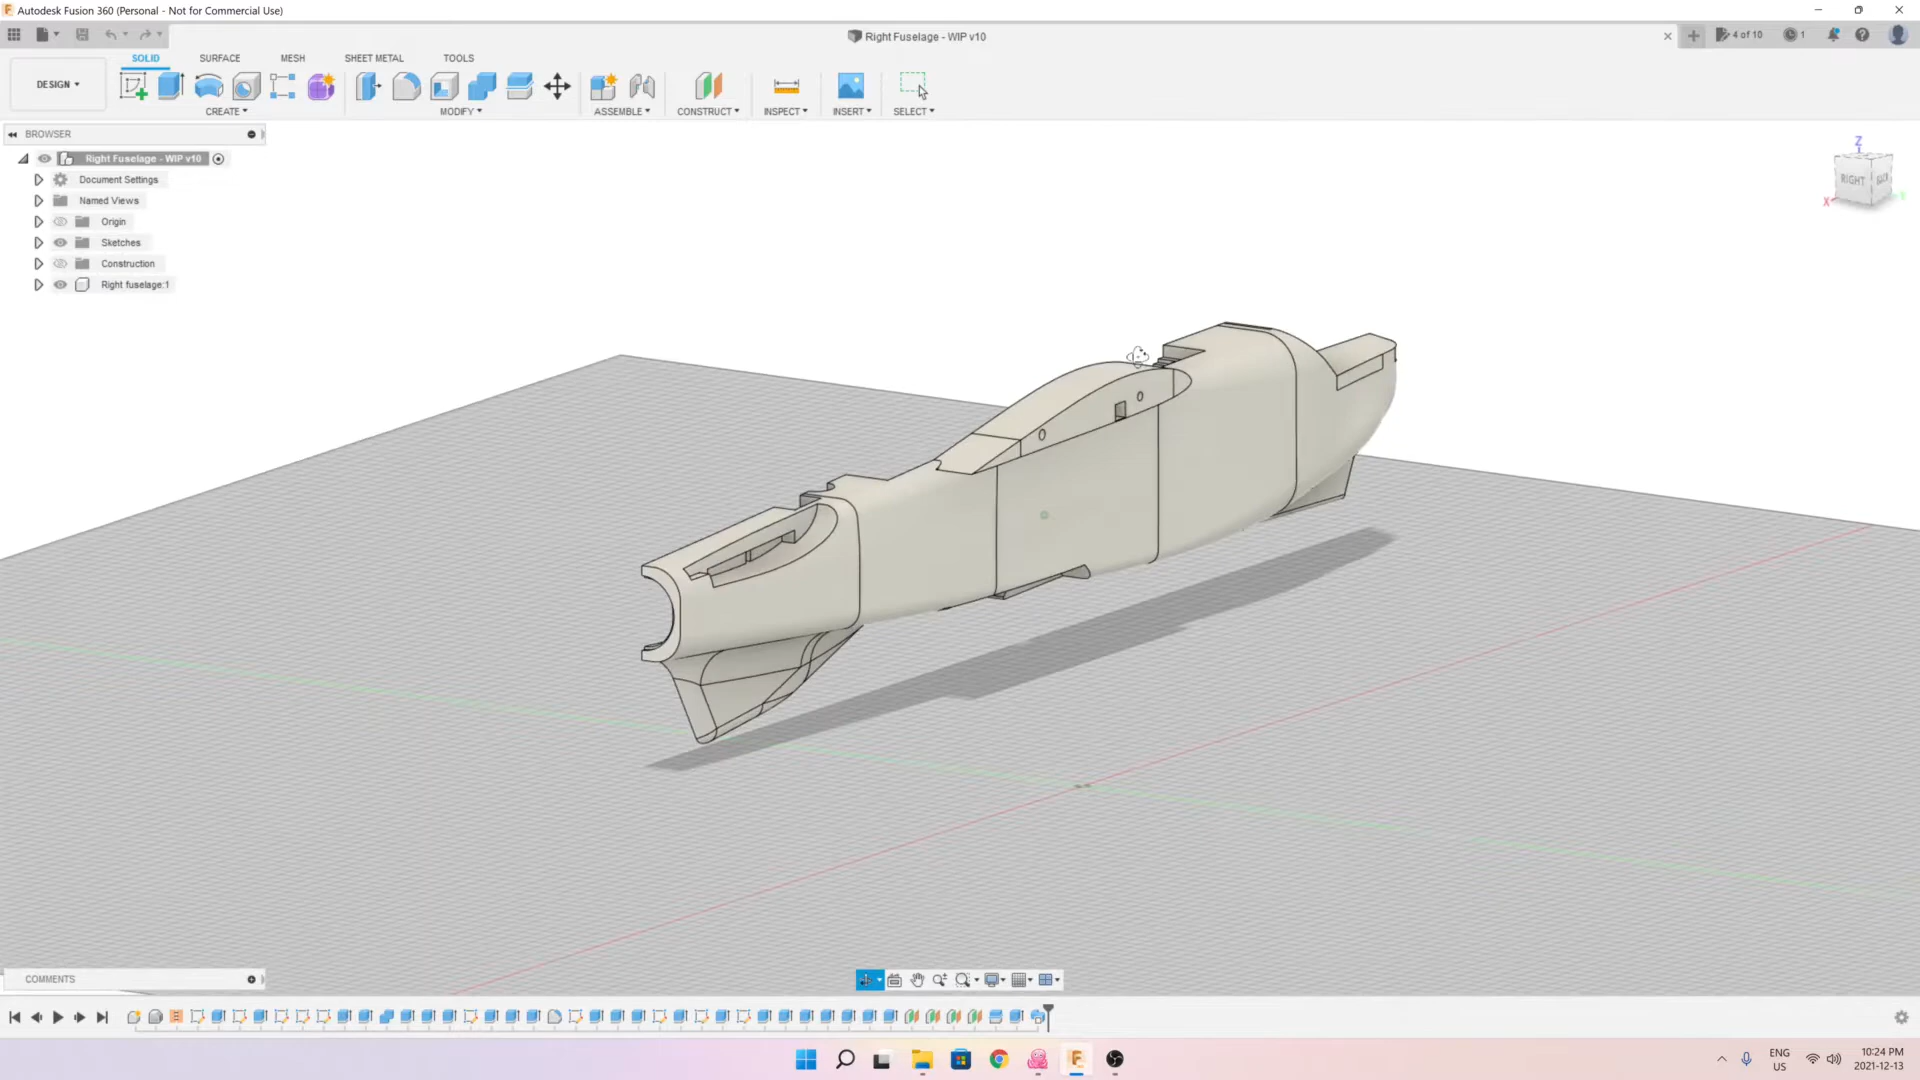 Autodesk Fusion 360 (Personal - Not for Commercial Use)
Right Fuselage - WIP v10
4 of 10
1
SOLID
SURFACE
MESH
SHEET METAL
TOOLS
DESIGN
CREATE
MODIFY
ASSEMBLE
CONSTRUCT
INSPECT
INSERT
SELECT
BROWSER
Right Fuselage - WIP v10
Document Settings
Named Views
Origin
Sketches
Construction
Right fuselage:1
Z
RIGHT
BACK
X
COMMENTS
ENG
US
10:24 PM
2021-12-13